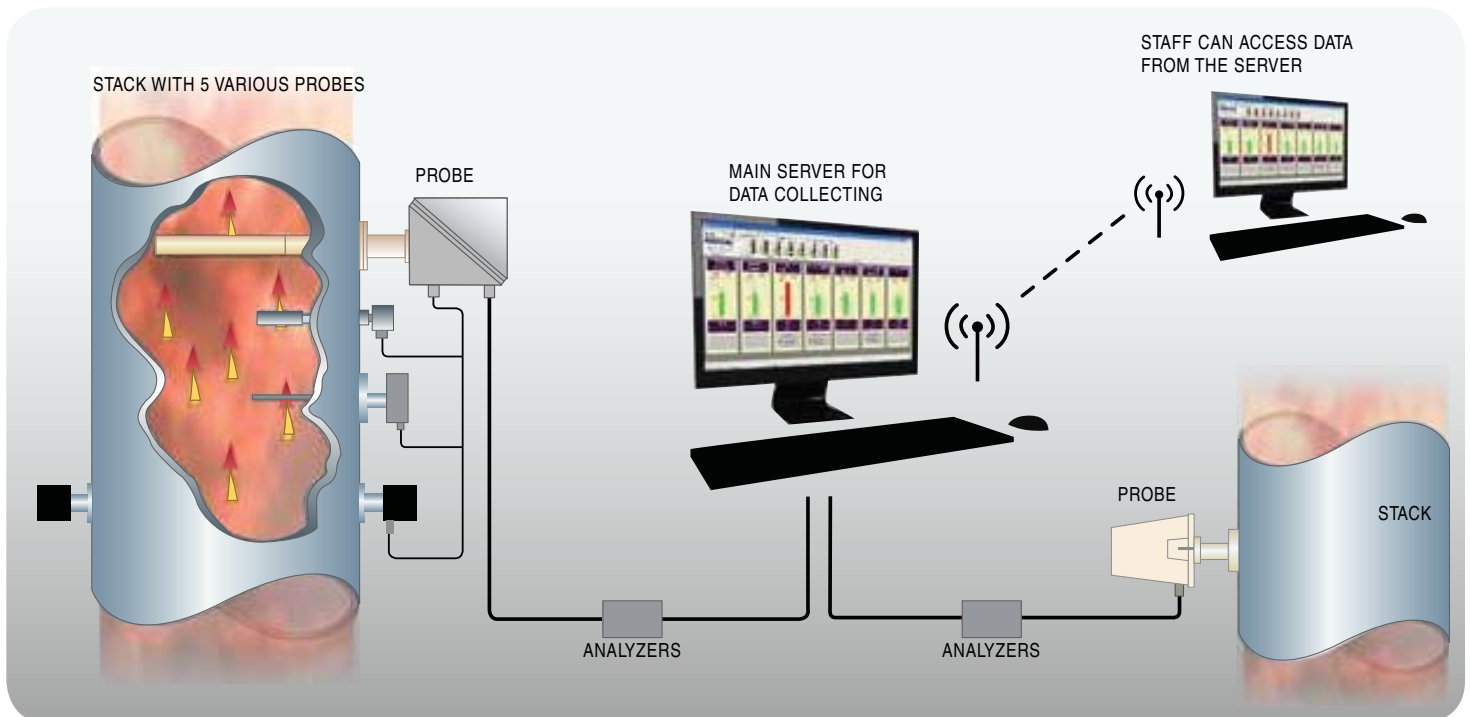 STACK WITH 5 VARIOUS PROBES
PROBE
MAIN SERVER FOR
DATA COLLECTING
STAFF CAN ACCESS DATA
FROM THE SERVER
PROBE
STACK
ANALYZERS
ANALYZERS